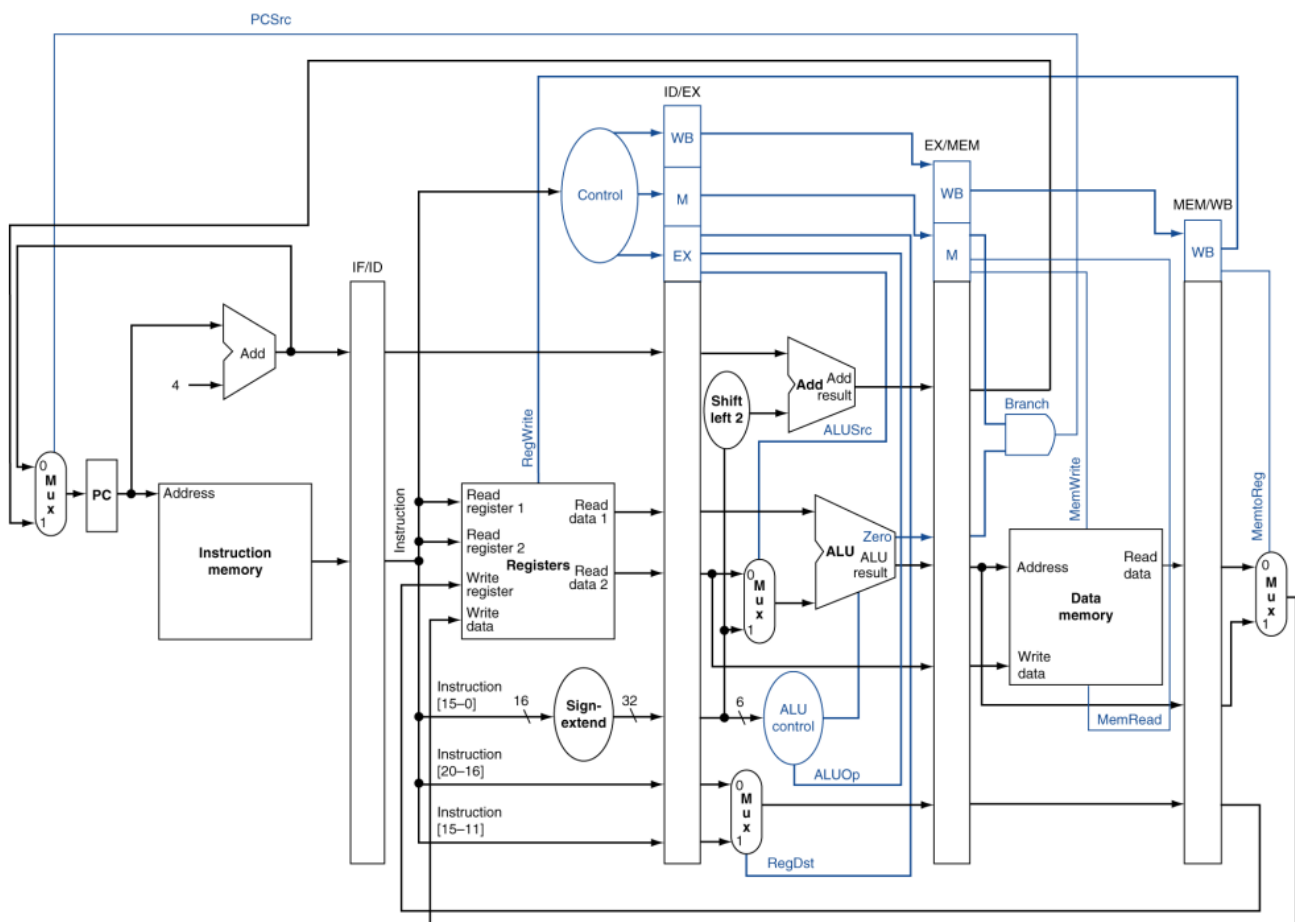 PCSrc
ID/EX
WB
EX/MEM
Control
M
WB
MEM/WB
EX
M
WB
IF/ID
Add
4
Add Add
result
Shift
left 2
ALUSrc
Branch
RegWrite
MemWrite
MemtoReg
0
M
u
x
1
PC
Address
Instruction
memory
Instruction
Read
register 1
Read
data 1
Read
register 2
Registers
Read
data 2
Write
register
Write
data
0
M
u
x
1
Zero
ALU
ALU
result
Address
Read
data
Data
memory
Write
data
0
M
u
x
1
Instruction
[15–0]
16
Sign-
extend
32
6
ALU
control
MemRead
Instruction
[20–16]
ALUOp
0
M
u
x
1
Instruction
[15–11]
RegDst